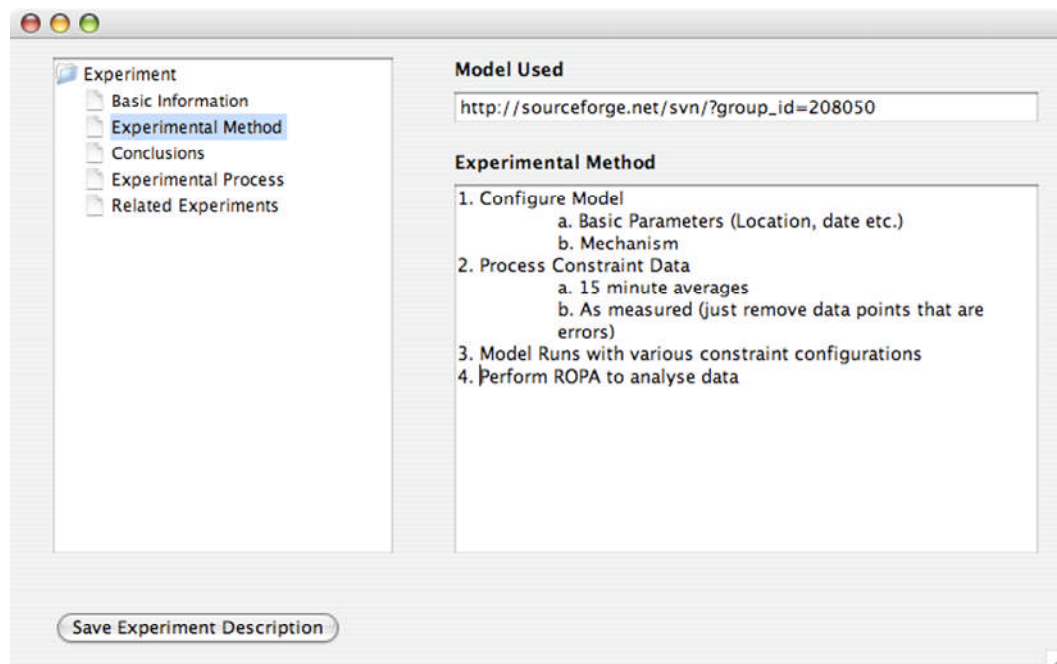 Experiment
Basic Information
Experimental Method
Conclusions
Experimental Process
Related Experiments
Model Used
http://sourceforge.net/svn/?group_id=208050
Experimental Method
1. Configure Model
a. Basic Parameters (Location, date etc.)
b. Mechanism
2. Process Constraint Data
a. 15 minute averages
b. As measured (just remove data points that are
errors)
3. Model Runs with various constraint configurations
4. Perform ROPA to analyse data
Save Experiment Description